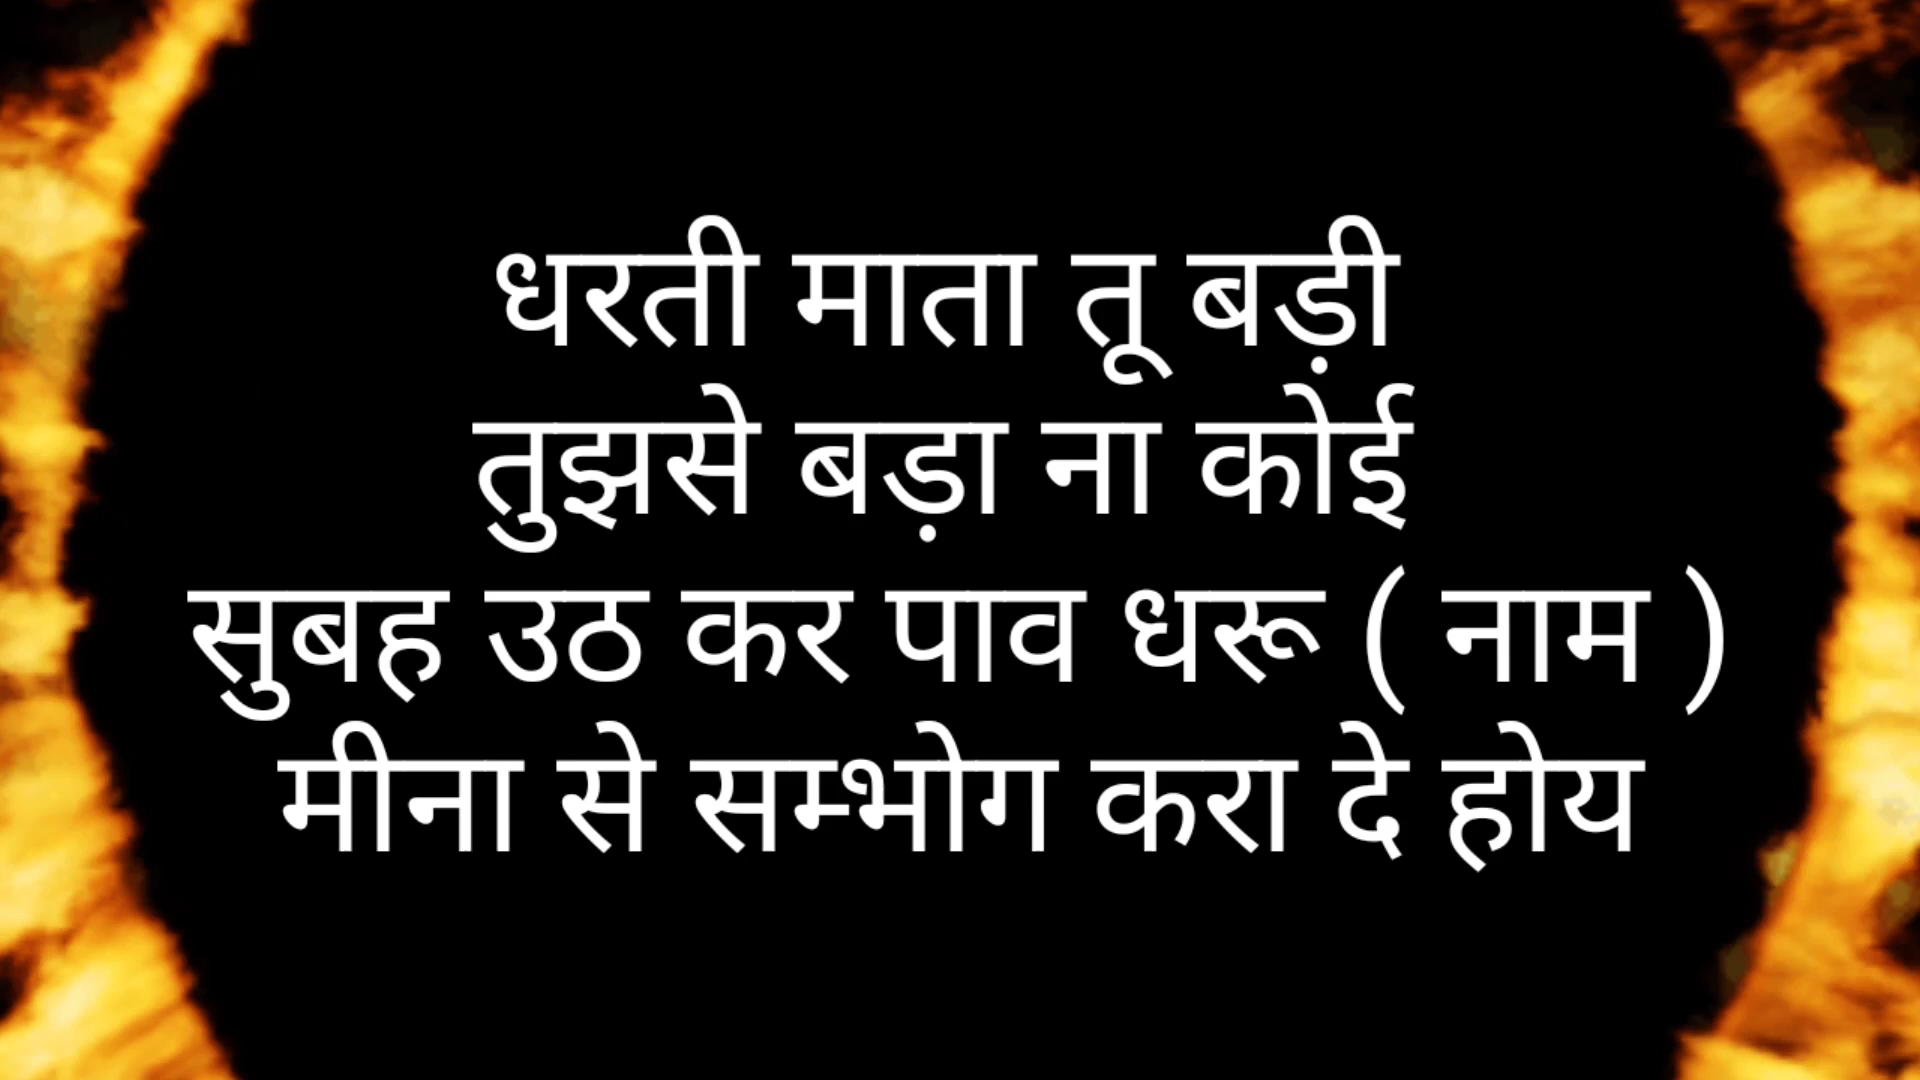 धरती माता तू बड़ी
तुझसे बड़ा ना कोई
सुबह उठ कर पाव धरू ( नाम )
मीना से सम्भोग करा दे होय